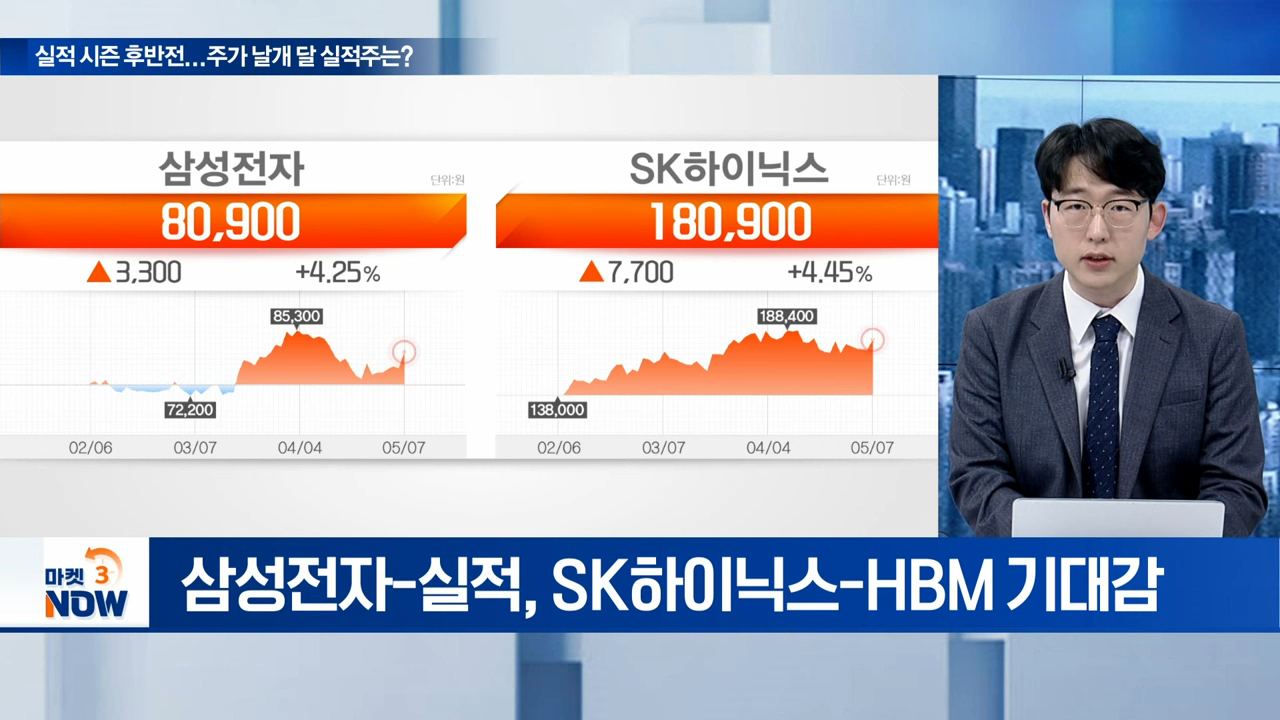 실적 시즌 후반전...주가 날개 달 실적주는?
삼성전자
단위:원
80,900
▲3,300 +4.25%
85,300
72,200
02/06 03/07 04/04 05/07
SK하이닉스
단위:원
180,900
▲7,700 +4.45%
188,400
138,000
02/06 03/07 04/04 05/07
마켓 3
NOW
삼성전자-실적, SK하이닉스-HBM 기대감